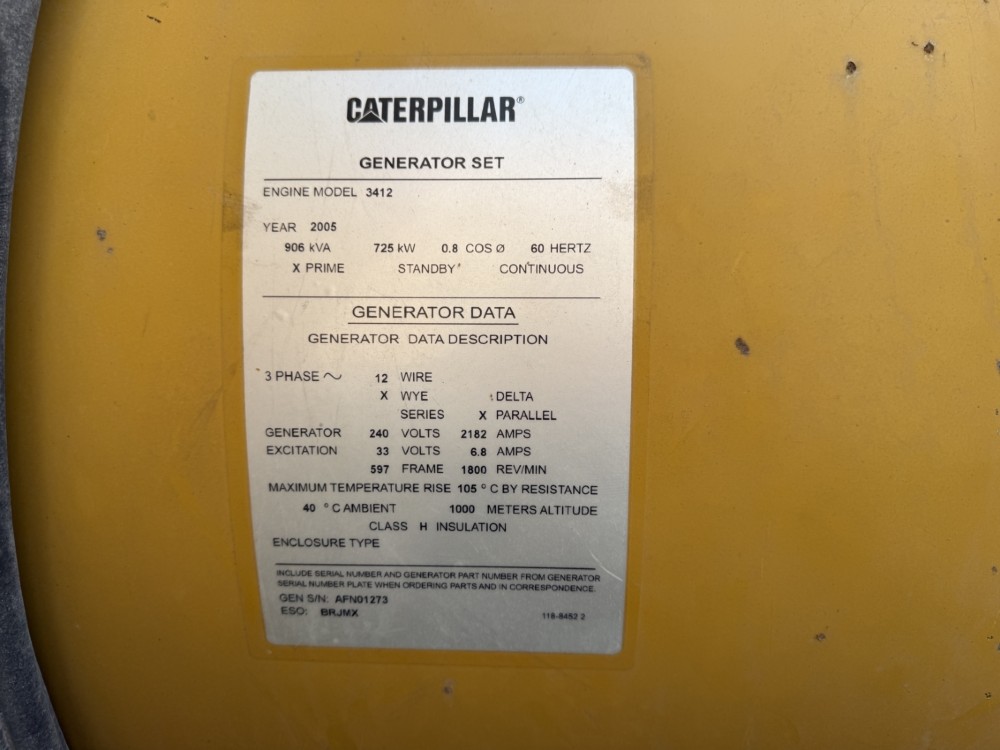 CATERPILLAR®
GENERATOR SET
ENGINE MODEL 3412
YEAR 2005
906 kVA 725 kW 0.8 COS Ø 60 HERTZ
X PRIME STANDBY CONTINUOUS
GENERATOR DATA
GENERATOR DATA DESCRIPTION
3 PHASE ~ 12 WIRE
X WYE DELTA
SERIES X PARALLEL
GENERATOR 240 VOLTS 2182 AMPS
EXCITATION 33 VOLTS 6.8 AMPS
597 FRAME 1800 REV/MIN
MAXIMUM TEMPERATURE RISE 105 ° C BY RESISTANCE
40 ° C AMBIENT 1000 METERS ALTITUDE
CLASS H INSULATION
ENCLOSURE TYPE
INCLUDE SERIAL NUMBER AND GENERATOR PART NUMBER FROM GENERATOR
SERIAL NUMBER PLATE WHEN ORDERING PARTS AND IN CORRESPONDENCE.
GEN S/N: AFN01273
ESO: BRJMX 118-8452 2